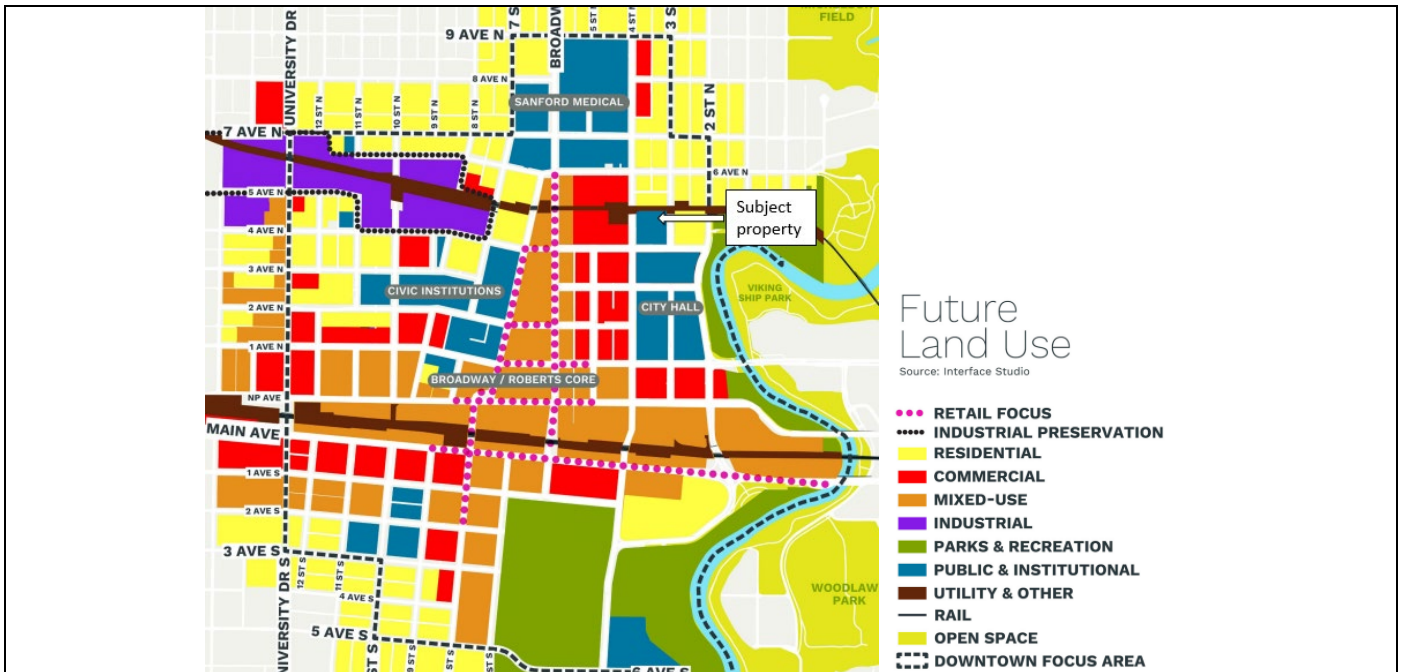 FIELD
UNIVERSITY DR
7 S
BROADW
5 ST N
4 ST N
3 S
9 AVE N
8 AVE N
SANFORD MEDICAL
12 ST N
11 ST N
10 ST N
9 ST N
8 ST N
2 ST N
7 AVE N
6 AVE N
5 AVE N
Subject
property
4 AVE N
3 AVE N
CIVIC INSTITUTIONS
CITY HALL
VIKING
SHIP PARK
2 AVE N
1 AVE N
BROADWAY / ROBERTS CORE
NP AVE
MAIN AVE
1 AVE S
2 AVE S
3 AVE S
12 ST S
11 ST S
4 AVE S
WOODLAW
PARK
UNIVERSITY DR S
5 AVE S
ST S
9 ST S
8 ST S
ST S
6 AVE S
Future
Land Use
Source: Interface Studio
RETAIL FOCUS
INDUSTRIAL PRESERVATION
RESIDENTIAL
COMMERCIAL
MIXED-USE
INDUSTRIAL
PARKS & RECREATION
PUBLIC & INSTITUTIONAL
UTILITY & OTHER
RAIL
OPEN SPACE
DOWNTOWN FOCUS AREA